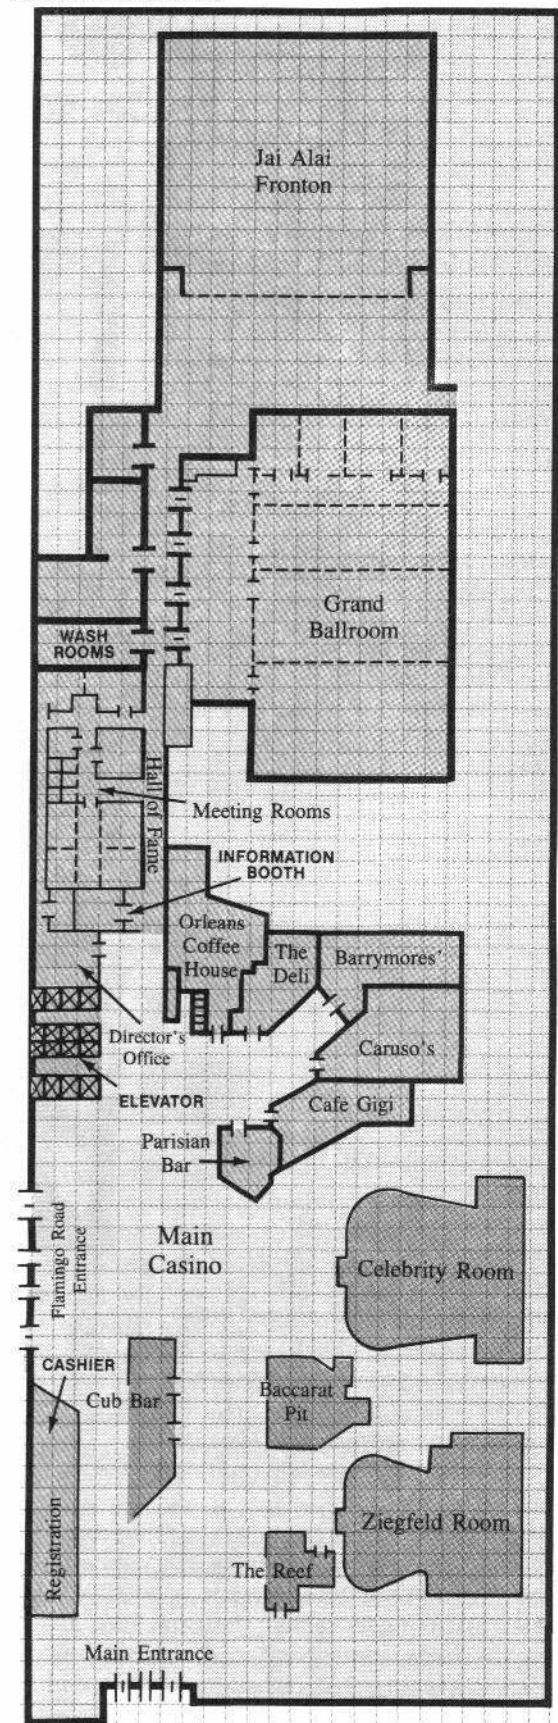 Jai Alai
Fronton
Grand
Ballroom
WASH
ROOMS
Hall of Fame
Meeting Rooms
INFORMATION
BOOTH
Orleans
Coffee
House
The
Deli
Barrymores'
Director's
Office
Caruso's
ELEVATOR
Cafe Gigi
Parisian
Bar
Flamingo Road
Entrance
Main
Casino
Celebrity Room
CASHIER
Cub Bar
Baccarat
Pit
Registration
Ziegfeld Room
The Reef
Main Entrance